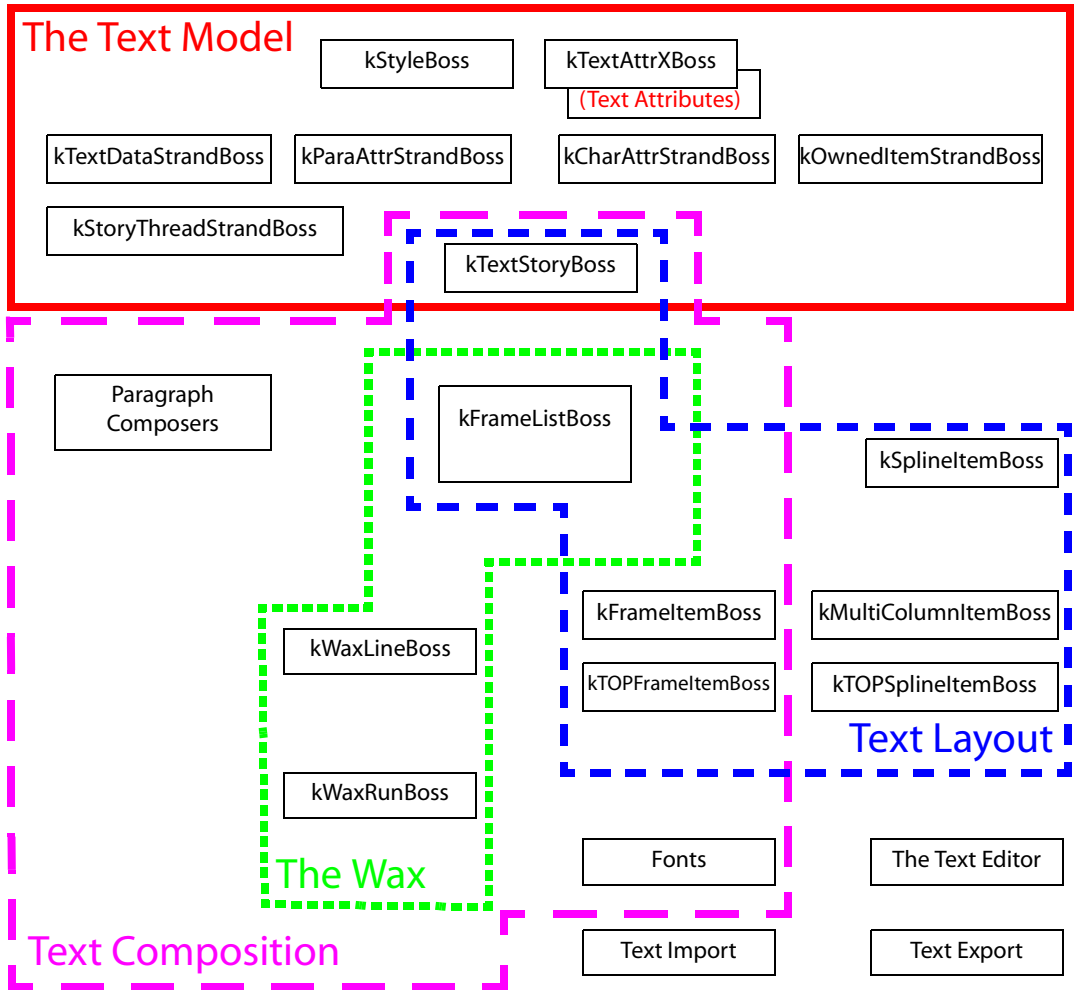 The Text Model
kStyleBoss
kTextAttrXBoss
(Text Attributes)
kTextDataStrandBoss
kParaAttrStrandBoss
kCharAttrStrandBoss
kOwnedItemStrandBoss
kStoryThreadStrandBoss
kTextStoryBoss
Paragraph
Composers
kFrameListBoss
kSplineItemBoss
kFrameItemBoss
kMultiColumnItemBoss
kWaxLineBoss
kTOPFrameItemBoss
kTOPSplineItemBoss
Text Layout
kWaxRunBoss
The Wax
Fonts
The Text Editor
Text Composition
Text Import
Text Export